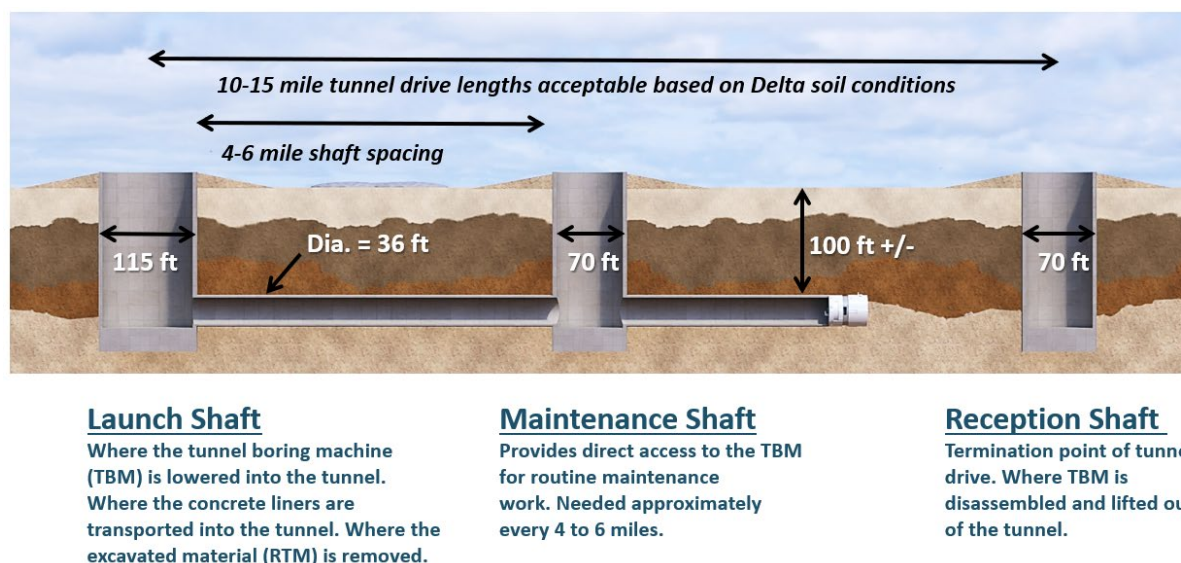 10-15 mile tunnel drive lengths acceptable based on Delta soil conditions
4-6 mile shaft spacing
Dia. = 36 ft
115 ft
70 ft
100 ft +/-
70 ft
Launch Shaft
Where the tunnel boring machine
(TBM) is lowered into the tunnel.
Where the concrete liners are
transported into the tunnel. Where the
excavated material (RTM) is removed.
Maintenance Shaft
Provides direct access to the TBM
for routine maintenance
work. Needed approximately
every 4 to 6 miles.
Reception Shaft
Termination point of tunne
drive. Where TBM is
disassembled and lifted ou
of the tunnel.